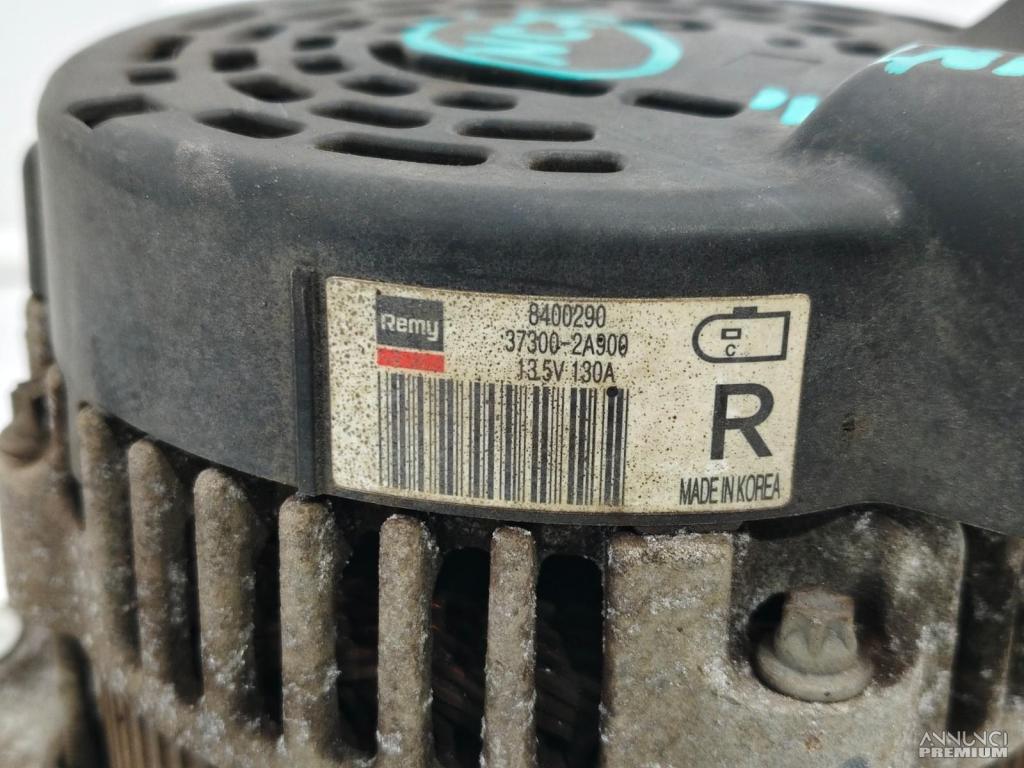 Remy
8400290
37300-2A900
13.5V 130A
C
R
MADE IN KOREA
ANNUNCI
PREMIUM